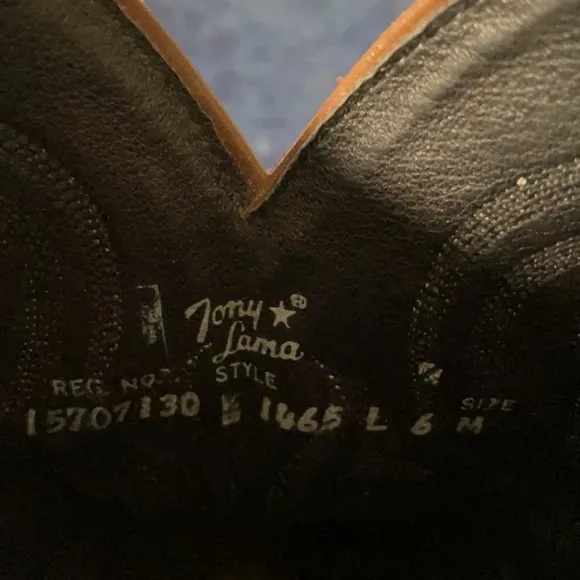 Tony ★ ®
Lama
REG. NO. STYLE SIZE
15707130 1465 L 6 M